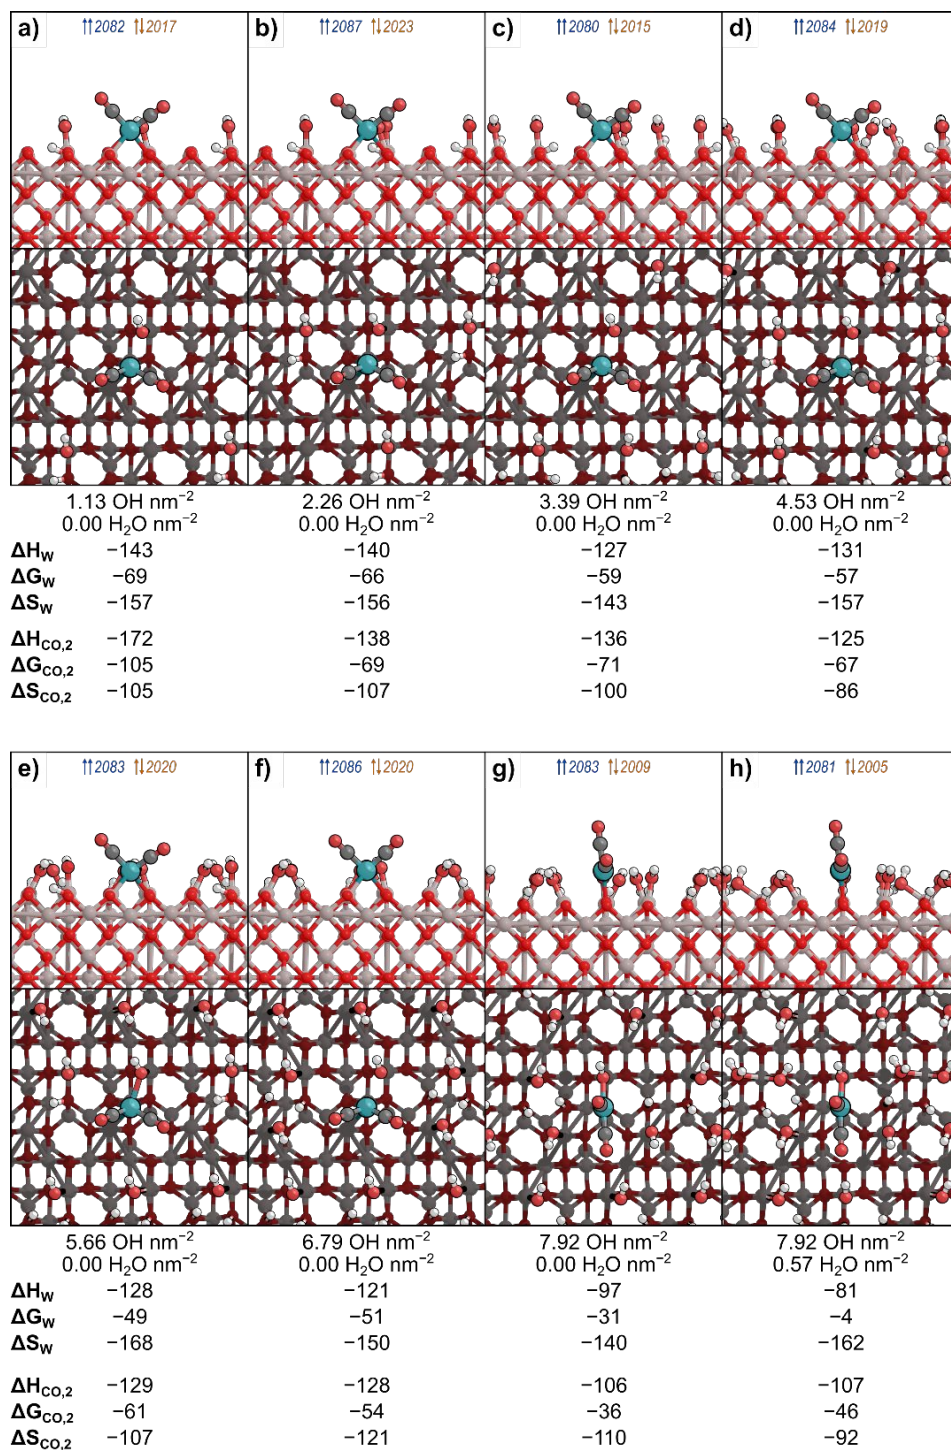 a) ↑↑2082 ↑↓2017
b) ↑↑2087 ↑↓2023
c) ↑↑2080 ↑↓2015
d) ↑↑2084 ↑↓2019
1.13 OH nm⁻² 2.26 OH nm⁻² 3.39 OH nm⁻² 4.53 OH nm⁻²
0.00 H₂O nm⁻² 0.00 H₂O nm⁻² 0.00 H₂O nm⁻² 0.00 H₂O nm⁻²
ΔH_W −143 −140 −127 −131
ΔG_W −69 −66 −59 −57
ΔS_W −157 −156 −143 −157
ΔH_CO,2 −172 −138 −136 −125
ΔG_CO,2 −105 −69 −71 −67
ΔS_CO,2 −105 −107 −100 −86
e) ↑↑2083 ↑↓2020
f) ↑↑2086 ↑↓2020
g) ↑↑2083 ↑↓2009
h) ↑↑2081 ↑↓2005
5.66 OH nm⁻² 6.79 OH nm⁻² 7.92 OH nm⁻² 7.92 OH nm⁻²
0.00 H₂O nm⁻² 0.00 H₂O nm⁻² 0.00 H₂O nm⁻² 0.57 H₂O nm⁻²
ΔH_W −128 −121 −97 −81
ΔG_W −49 −51 −31 −4
ΔS_W −168 −150 −140 −162
ΔH_CO,2 −129 −128 −106 −107
ΔG_CO,2 −61 −54 −36 −46
ΔS_CO,2 −107 −121 −110 −92